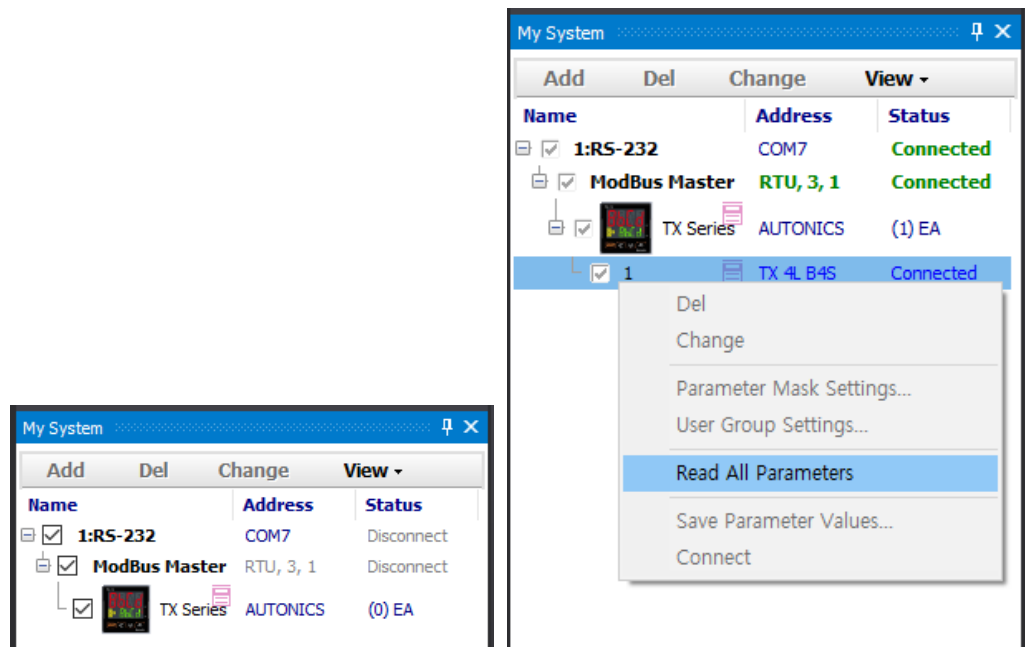 My System
Add Del Change View
Name Address Status
1:RS-232 COM7 Disconnect
ModBus Master RTU, 3, 1 Disconnect
TX Series AUTONICS (0) EA
My System
Add Del Change View
Name Address Status
1:RS-232 COM7 Connected
ModBus Master RTU, 3, 1 Connected
TX Series AUTONICS (1) EA
1 TX 4L B4S Connected
Del
Change
Parameter Mask Settings...
User Group Settings...
Read All Parameters
Save Parameter Values...
Connect